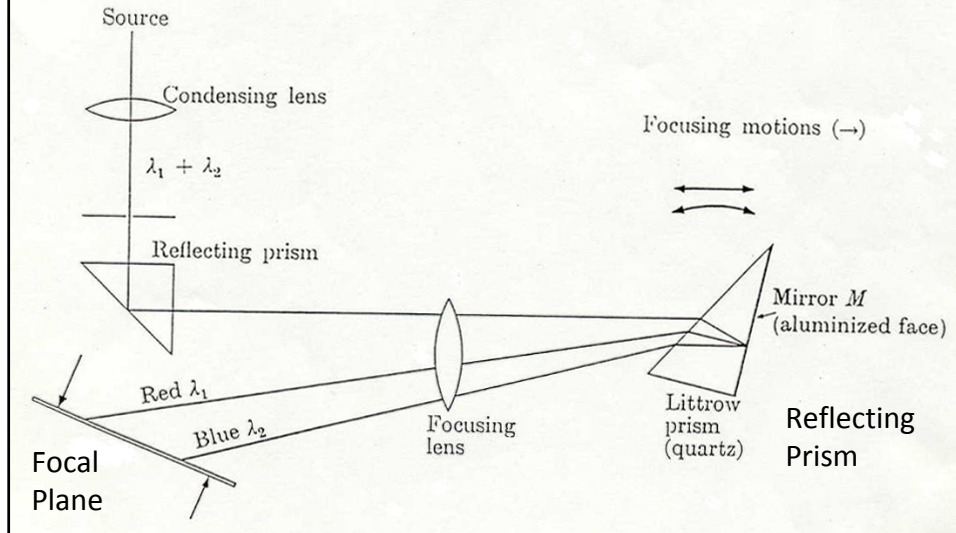 Source
Condensing lens
λ₁ + λ₂
Reflecting prism
Focusing motions (→)
Mirror M
(aluminized face)
Red λ₁
Blue λ₂
Focusing
lens
Littrow
prism
(quartz)
Reflecting
Prism
Focal
Plane